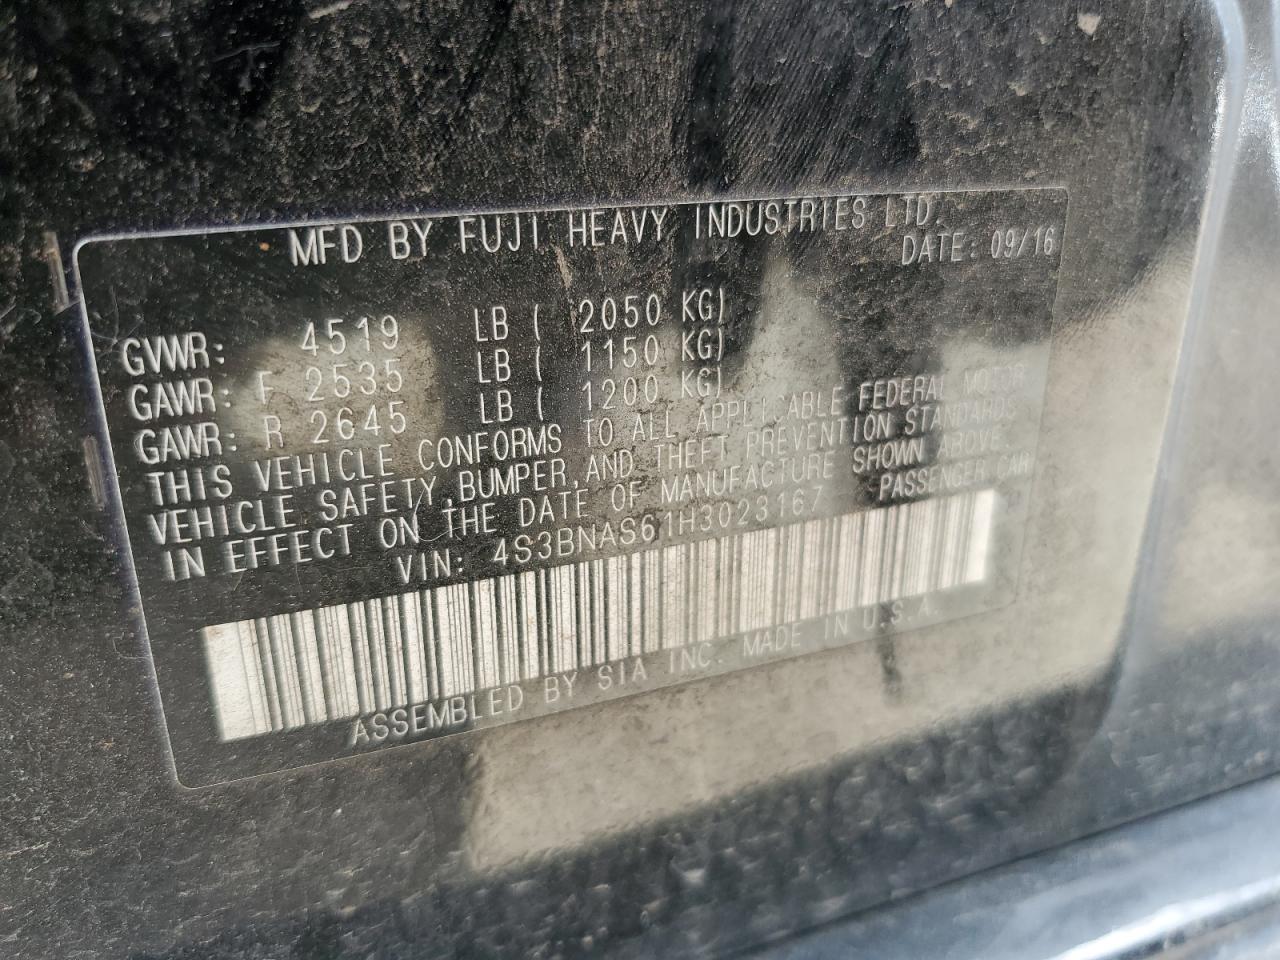 MFD BY FUJI HEAVY INDUSTRIES LTD.
DATE: 09/16
GVWR: 4519 LB ( 2050 KG)
GAWR: F 2535 LB ( 1150 KG)
GAWR: R 2645 LB ( 1200 KG)
THIS VEHICLE CONFORMS TO ALL APPLICABLE FEDERAL MOTOR
VEHICLE SAFETY,BUMPER,AND THEFT PREVENTION STANDARDS
IN EFFECT ON THE DATE OF MANUFACTURE SHOWN ABOVE.
VIN: 4S3BNAS61H3023167 PASSENGER CAR
ASSEMBLED BY SIA INC. MADE IN U.S.A.